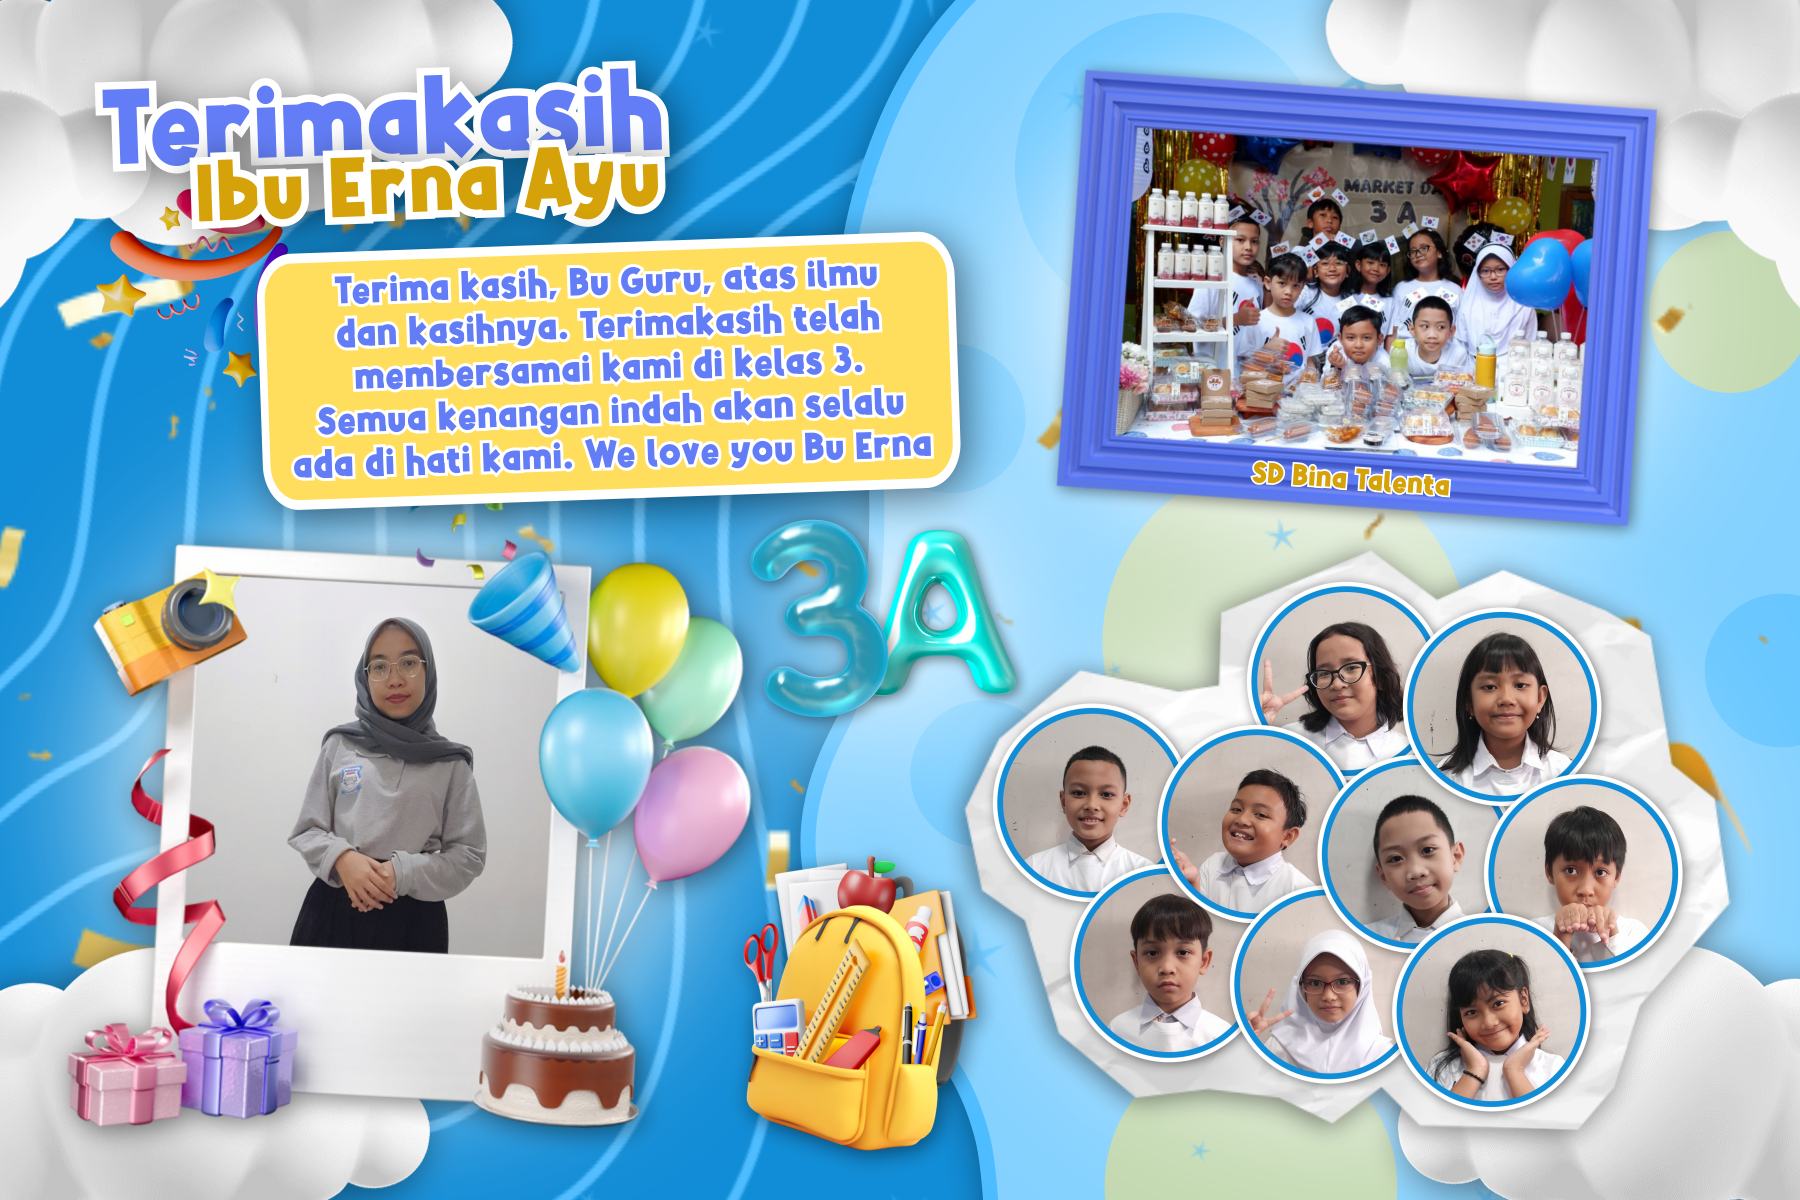 Terimakasih
Ibu Erna Ayu
Terima kasih, Bu Guru, atas ilmu
dan kasihnya. Terimakasih telah
membersamai kami di kelas 3.
Semua kenangan indah akan selalu
ada di hati kami. We love you Bu Erna
MARKET DA
3 A
SD Bina Talenta
3A